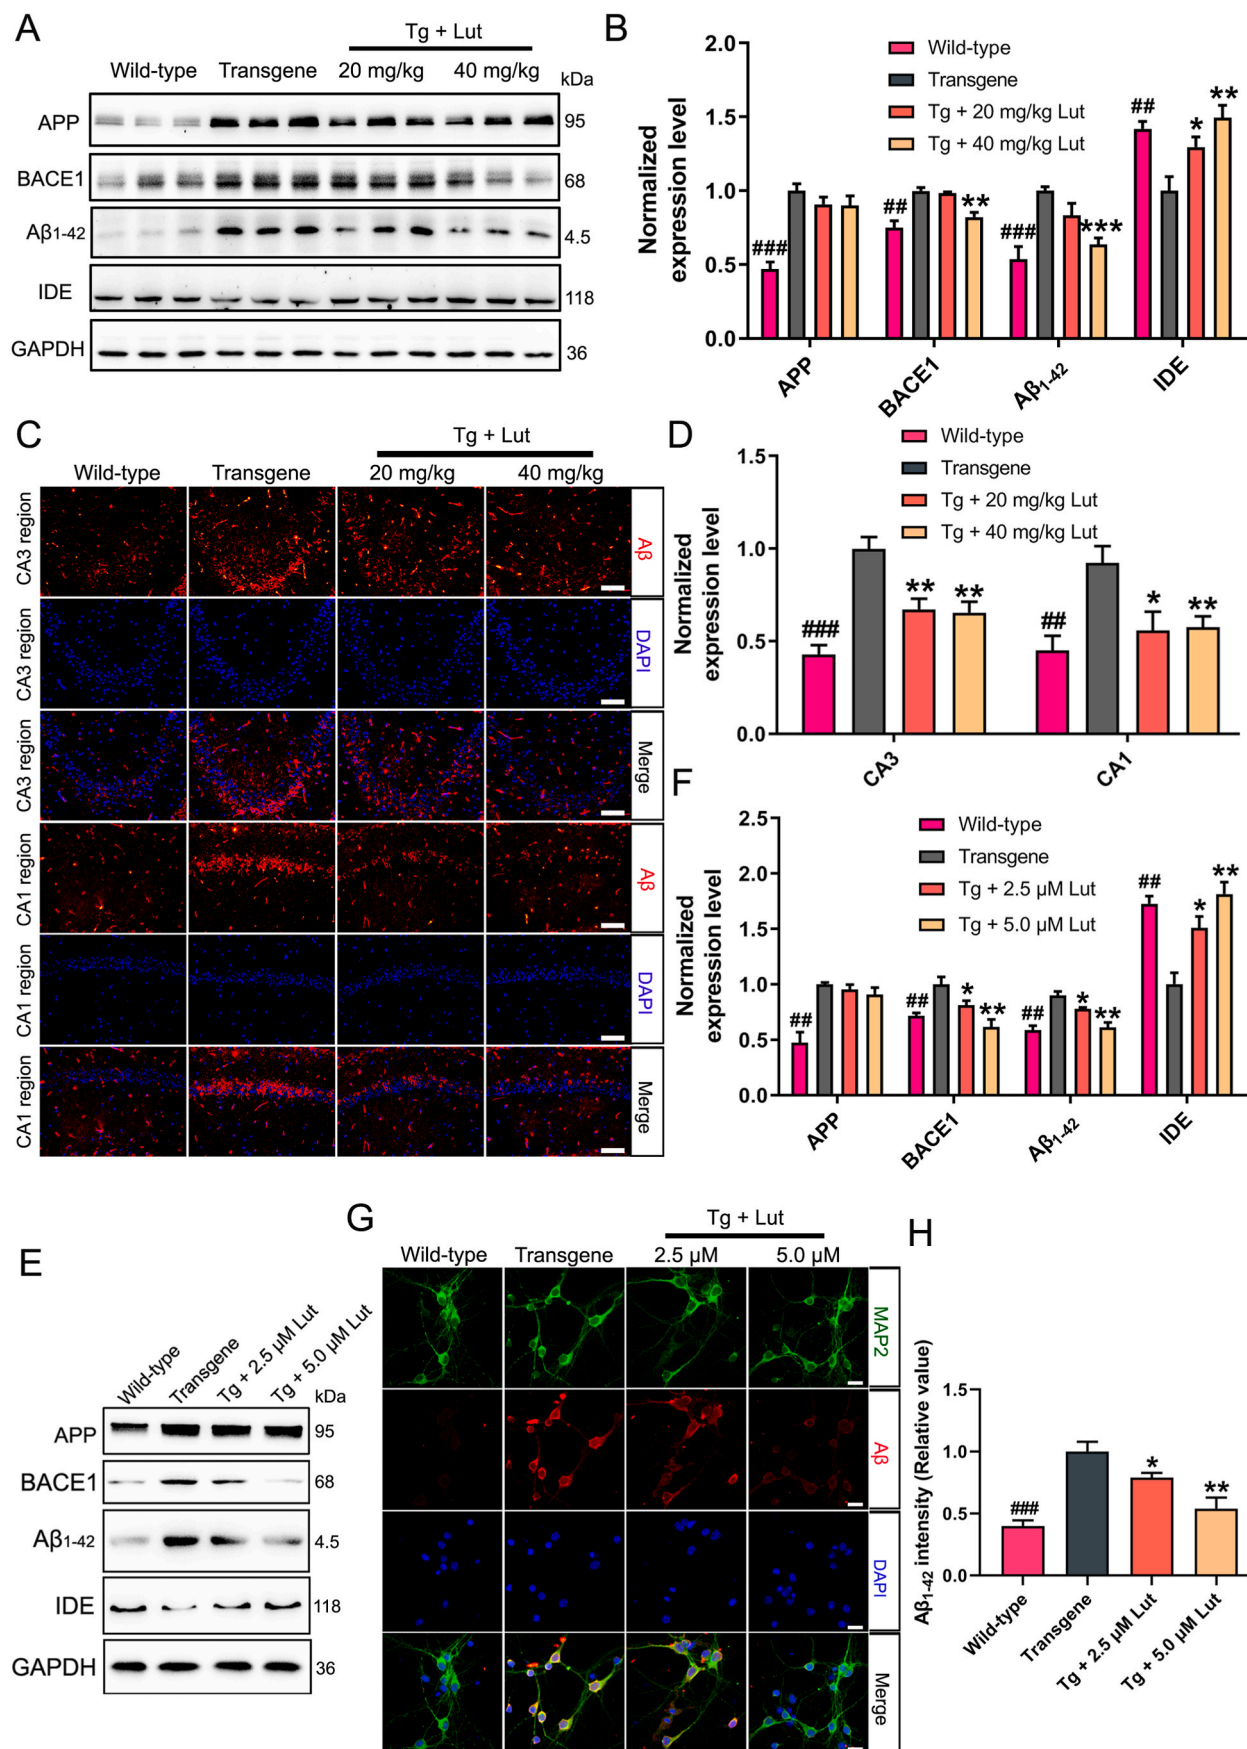 A
Tg + Lut
Wild-type Transgene 20 mg/kg 40 mg/kg kDa
APP 95
BACE1 68
Aβ1-42 4.5
IDE 118
GAPDH 36
B
Normalized
expression level
2.0
1.5
1.0
0.5
0.0
Wild-type
Transgene
Tg + 20 mg/kg Lut
Tg + 40 mg/kg Lut
###
## **
### ***
## * **
APP BACE1 Aβ1-42 IDE
C
Tg + Lut
Wild-type Transgene 20 mg/kg 40 mg/kg
CA3 region Aβ
CA3 region DAPI
CA3 region Merge
CA1 region Aβ
CA1 region DAPI
CA1 region Merge
D
Normalized
expression level
1.5
1.0
0.5
0.0
Wild-type
Transgene
Tg + 20 mg/kg Lut
Tg + 40 mg/kg Lut
### ** **
## * **
CA3 CA1
F
Normalized
expression level
2.5
2.0
1.5
1.0
0.5
0.0
Wild-type
Transgene
Tg + 2.5 µM Lut
Tg + 5.0 µM Lut
##
## * **
## * **
## * **
APP BACE1 Aβ1-42 IDE
E
Wild-type Transgene Tg + 2.5 µM Lut Tg + 5.0 µM Lut kDa
APP 95
BACE1 68
Aβ1-42 4.5
IDE 118
GAPDH 36
G
Tg + Lut
Wild-type Transgene 2.5 µM 5.0 µM
MAP2
Aβ
DAPI
Merge
H
Aβ1-42 intensity (Relative value)
1.5
1.0
0.5
0.0
### * **
Wild-type Transgene Tg + 2.5 µM Lut Tg + 5.0 µM Lut